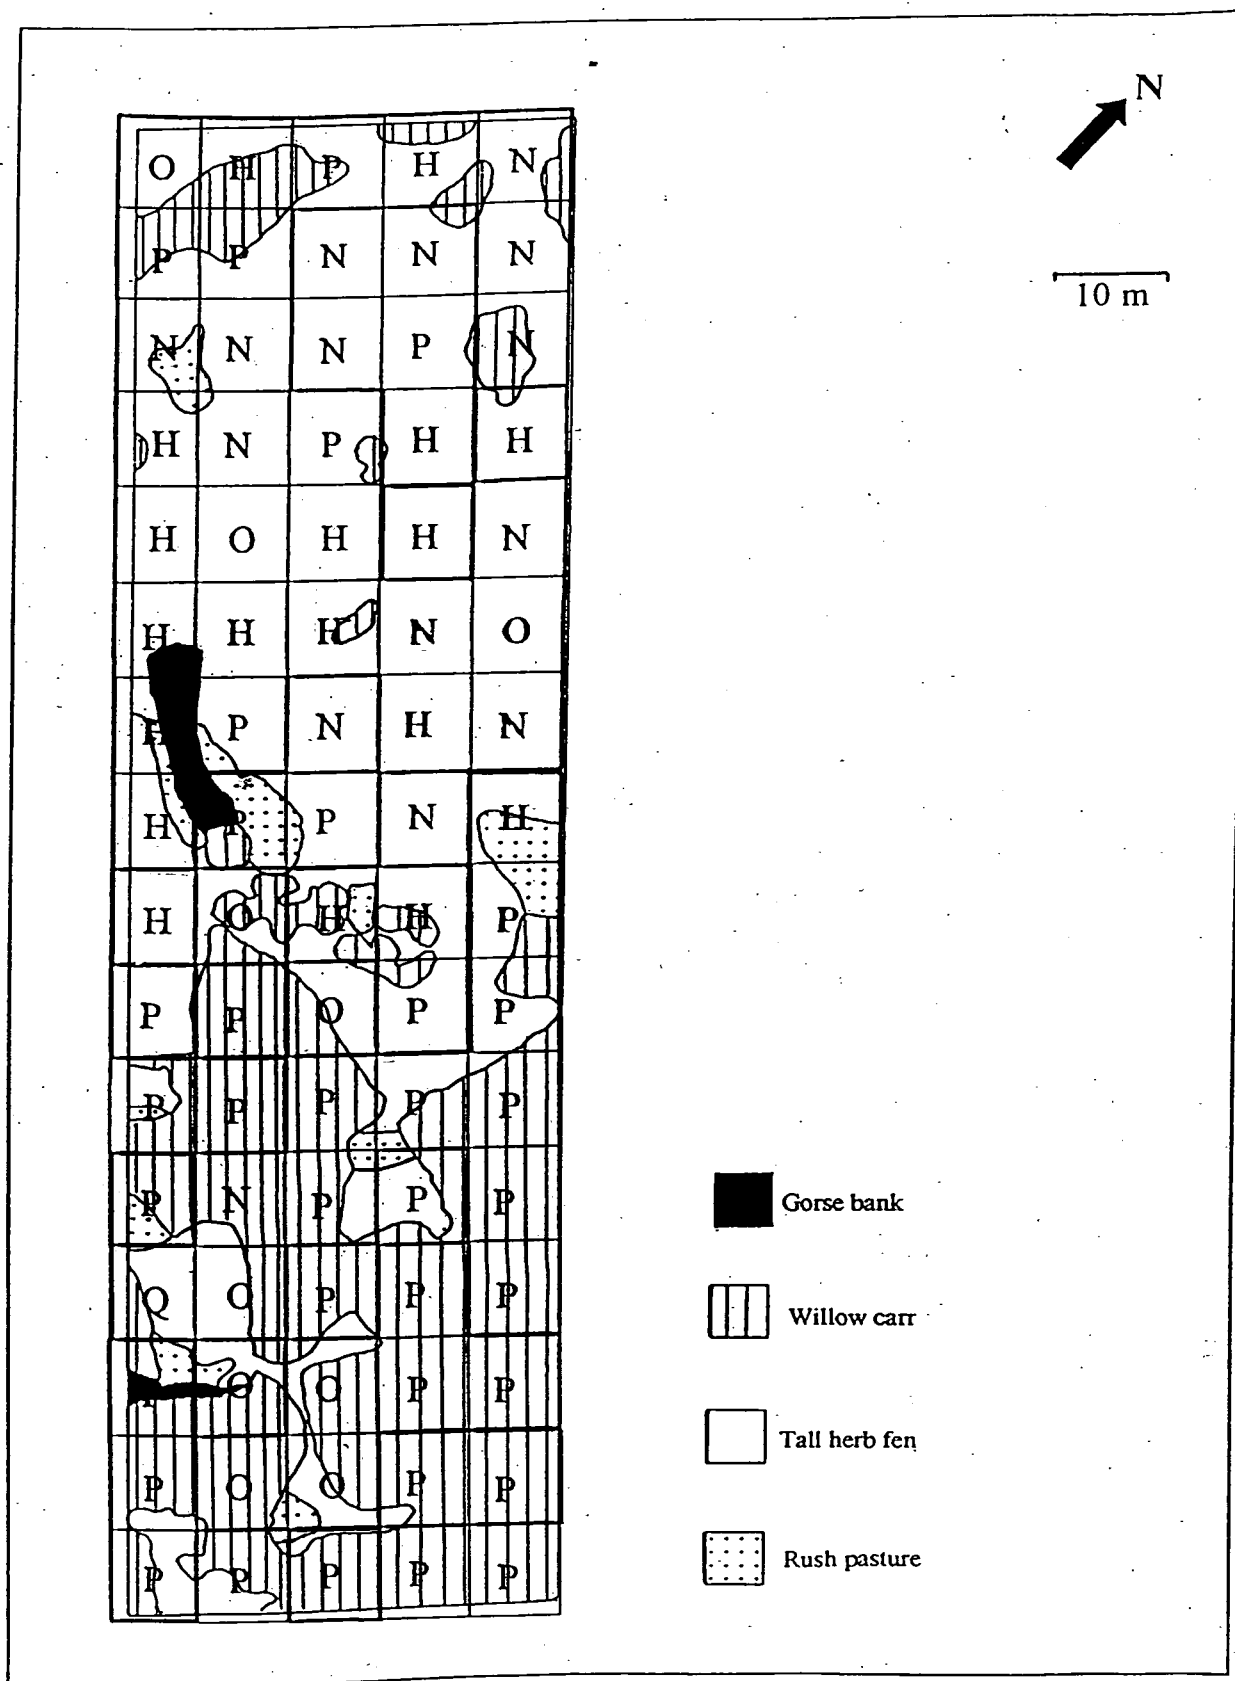 N
10 m
O H P H N
P P N N N
N N N P N
H N P H H
H O H H N
H H H N O
H P N H N
H P P N H
H O H H P
P P O P P
P P P P P
P N P P P
O O P P P
P O O P P
P O O P P
P P P P P
Gorse bank
Willow carr
Tall herb fen
Rush pasture